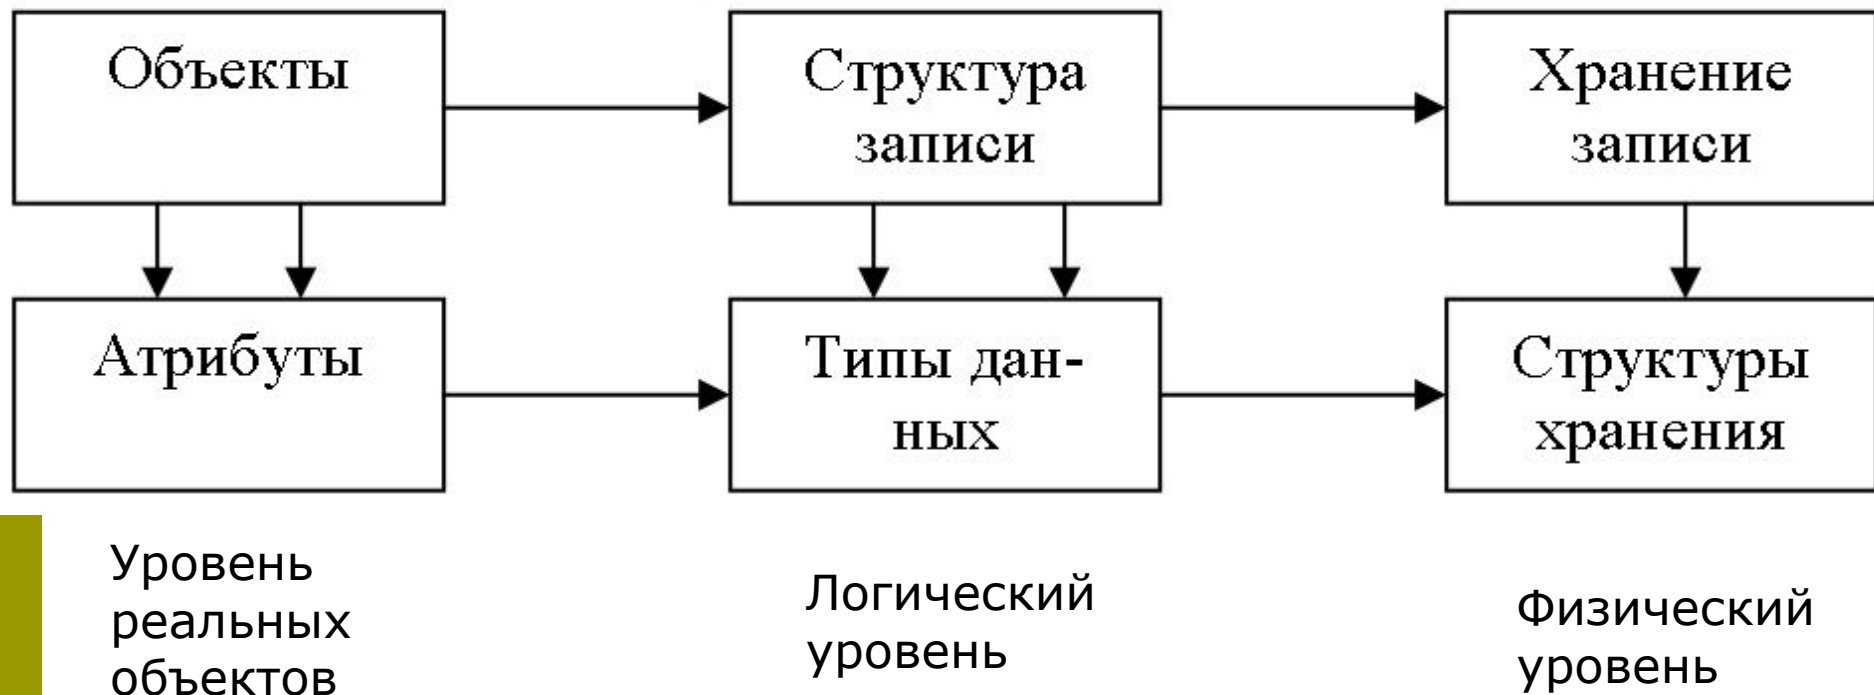 Объекты
Структура
записи
Хранение
записи
Атрибуты
Типы дан-
ных
Структуры
хранения
Уровень
реальных
объектов
Логический
уровень
Физический
уровень